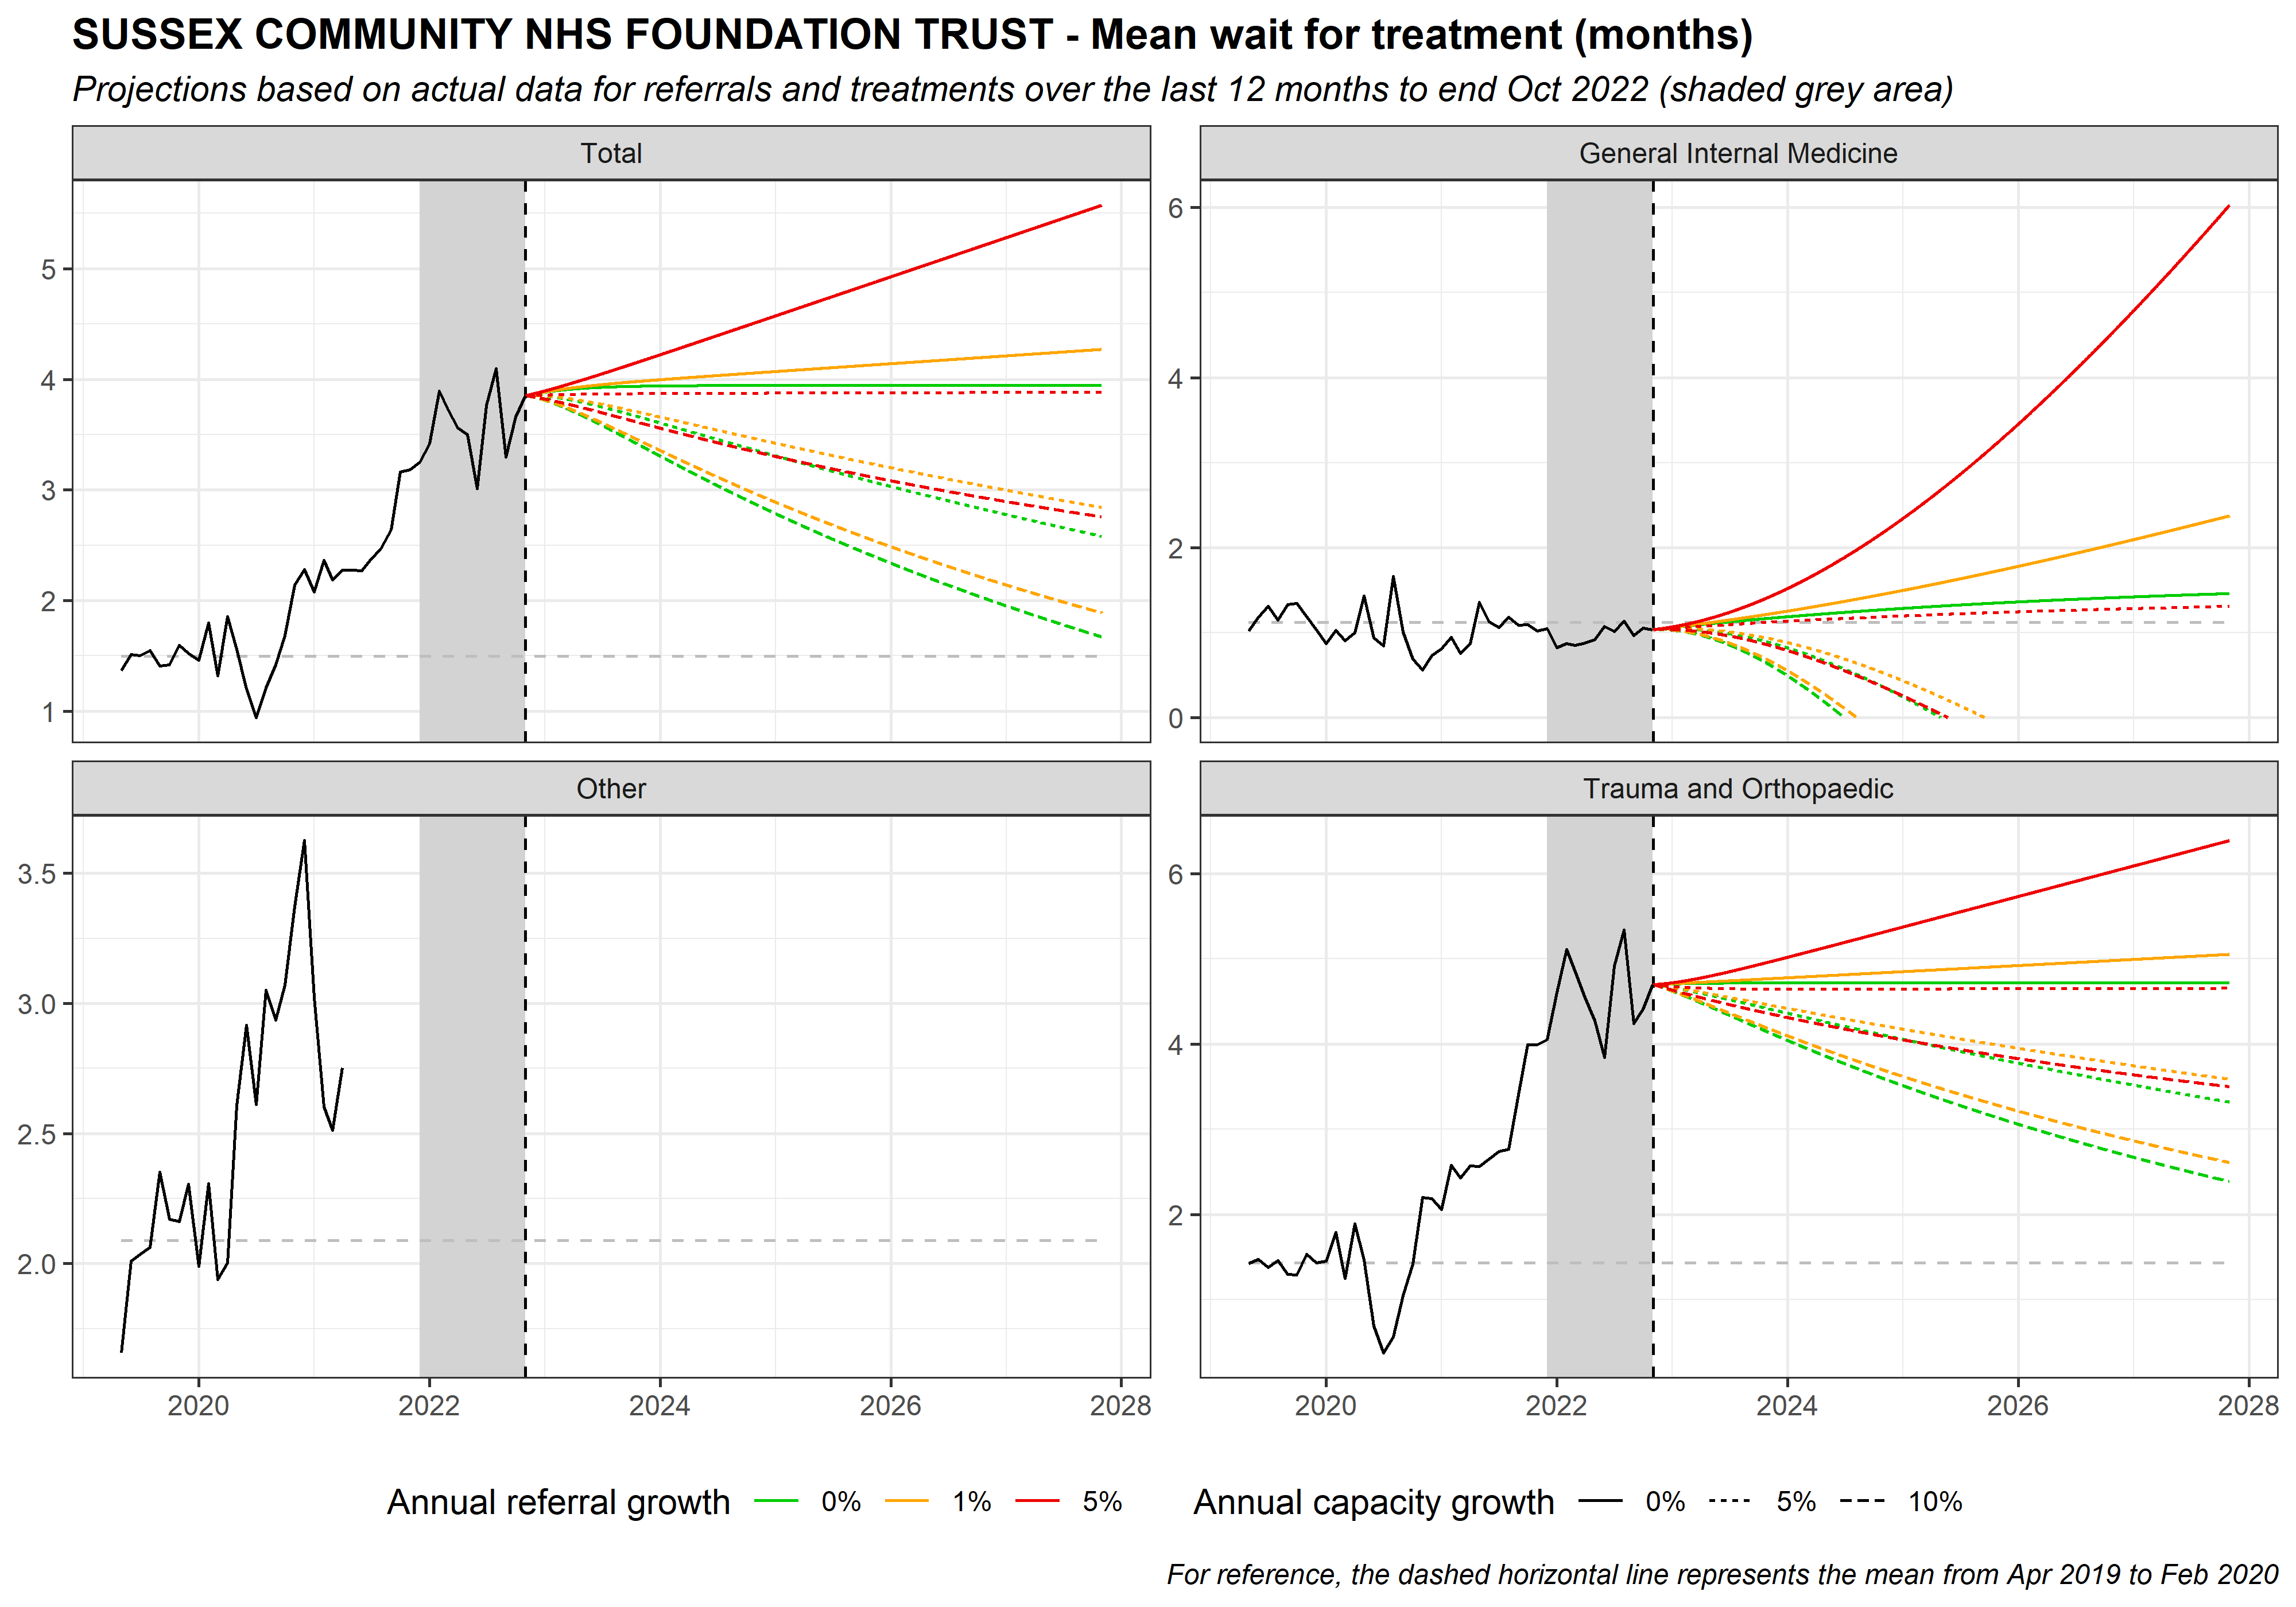 SUSSEX COMMUNITY NHS FOUNDATION TRUST - Mean wait for treatment (months)
Projections based on actual data for referrals and treatments over the last 12 months to end Oct 2022 (shaded grey area)
Total
General Internal Medicine
5
4
3
2
1
6
4
2
0
Other
Trauma and Orthopaedic
3.5
3.0
2.5
2.0
6
4
2
2020 2022 2024 2026 2028
2020 2022 2024 2026 2028
Annual referral growth 0% 1% 5%
Annual capacity growth 0% 5% 10%
For reference, the dashed horizontal line represents the mean from Apr 2019 to Feb 2020